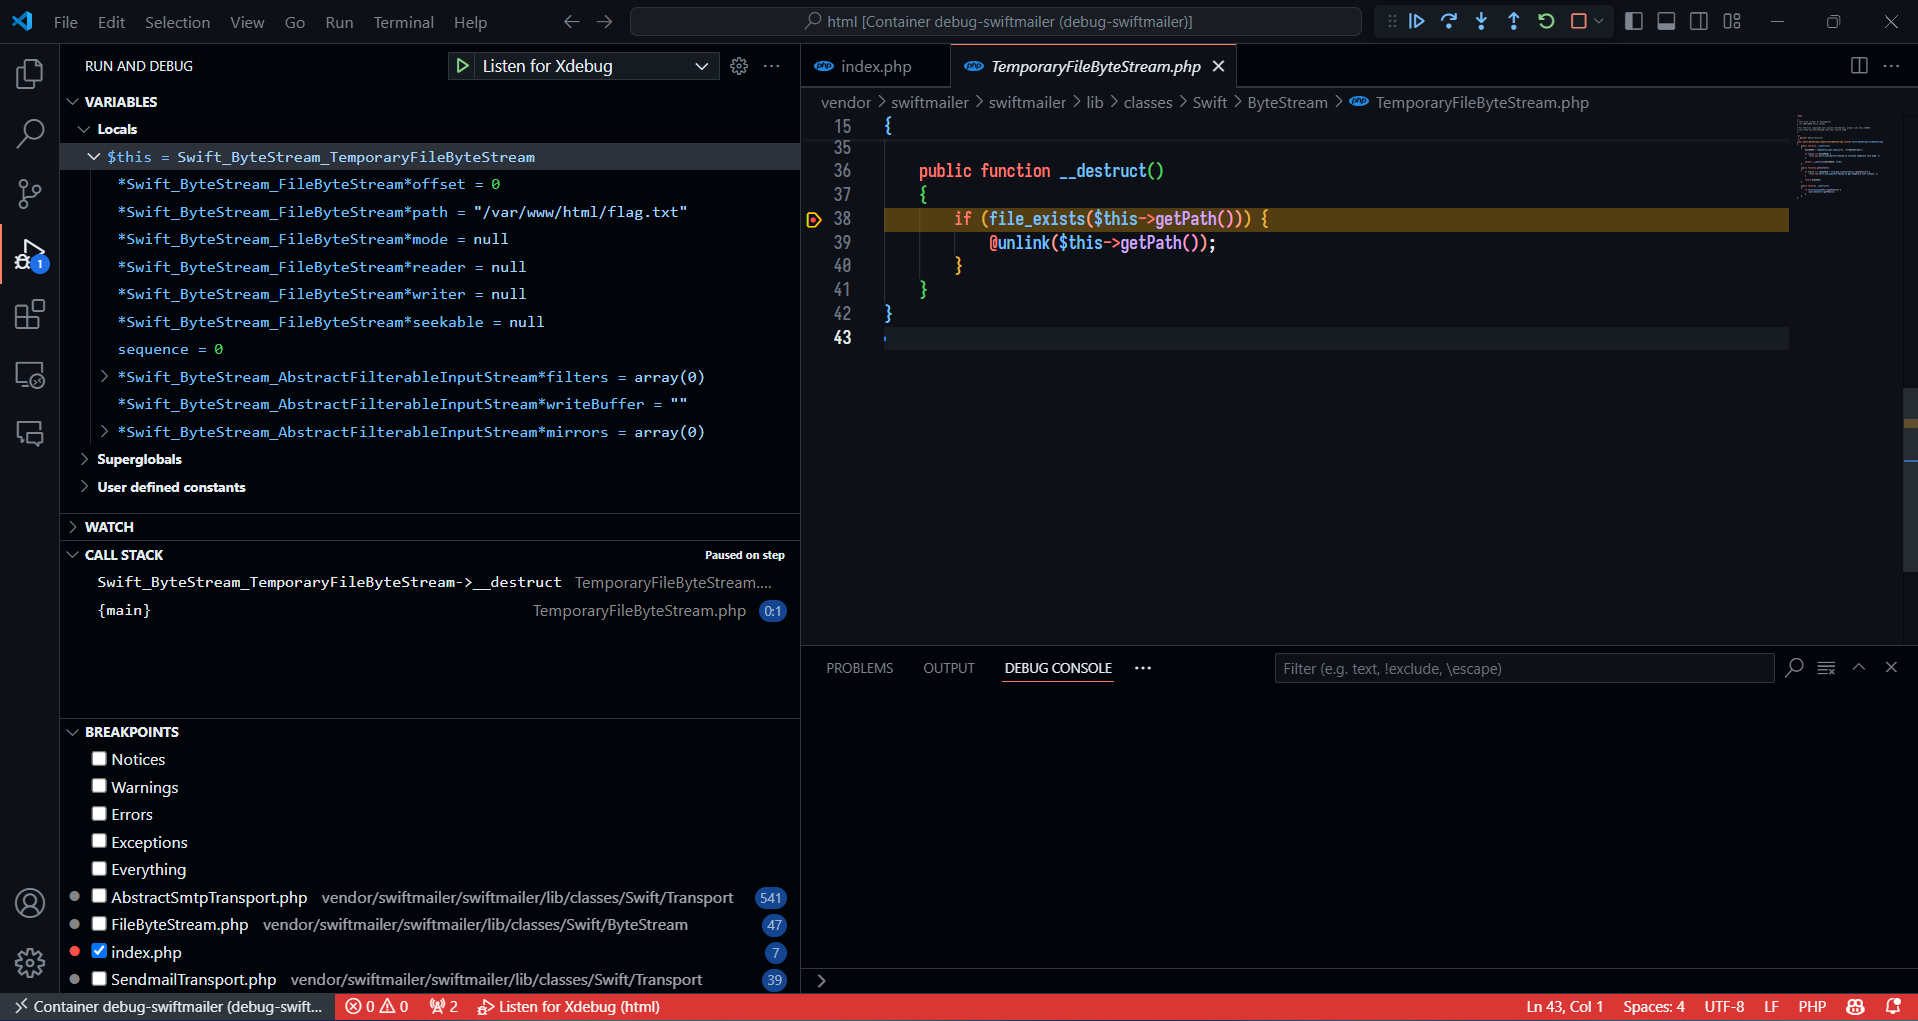 File Edit Selection View Go Run Terminal Help
html [Container debug-swiftmailer (debug-swiftmailer)]
RUN AND DEBUG
Listen for Xdebug
VARIABLES
Locals
$this = Swift_ByteStream_TemporaryFileByteStream
*Swift_ByteStream_FileByteStream*offset = 0
*Swift_ByteStream_FileByteStream*path = "/var/www/html/flag.txt"
*Swift_ByteStream_FileByteStream*mode = null
*Swift_ByteStream_FileByteStream*reader = null
*Swift_ByteStream_FileByteStream*writer = null
*Swift_ByteStream_FileByteStream*seekable = null
sequence = 0
*Swift_ByteStream_AbstractFilterableInputStream*filters = array(0)
*Swift_ByteStream_AbstractFilterableInputStream*writeBuffer = ""
*Swift_ByteStream_AbstractFilterableInputStream*mirrors = array(0)
Superglobals
User defined constants
WATCH
CALL STACK Paused on step
Swift_ByteStream_TemporaryFileByteStream->__destruct TemporaryFileByteStream....
{main} TemporaryFileByteStream.php 0:1
BREAKPOINTS
Notices
Warnings
Errors
Exceptions
Everything
AbstractSmtpTransport.php vendor/swiftmailer/swiftmailer/lib/classes/Swift/Transport 541
FileByteStream.php vendor/swiftmailer/swiftmailer/lib/classes/Swift/ByteStream 47
index.php 7
SendmailTransport.php vendor/swiftmailer/swiftmailer/lib/classes/Swift/Transport 39
1
php index.php php TemporaryFileByteStream.php
vendor > swiftmailer > swiftmailer > lib > classes > Swift > ByteStream > php TemporaryFileByteStream.php
15 {
35
36 public function __destruct()
37 {
38 if (file_exists($this->getPath())) {
39 @unlink($this->getPath());
40 }
41 }
42 }
43
PROBLEMS OUTPUT DEBUG CONSOLE
Filter (e.g. text, !exclude, \escape)
Container debug-swiftmailer (debug-swift... 0 0 2 Listen for Xdebug (html) Ln 43, Col 1 Spaces: 4 UTF-8 LF PHP